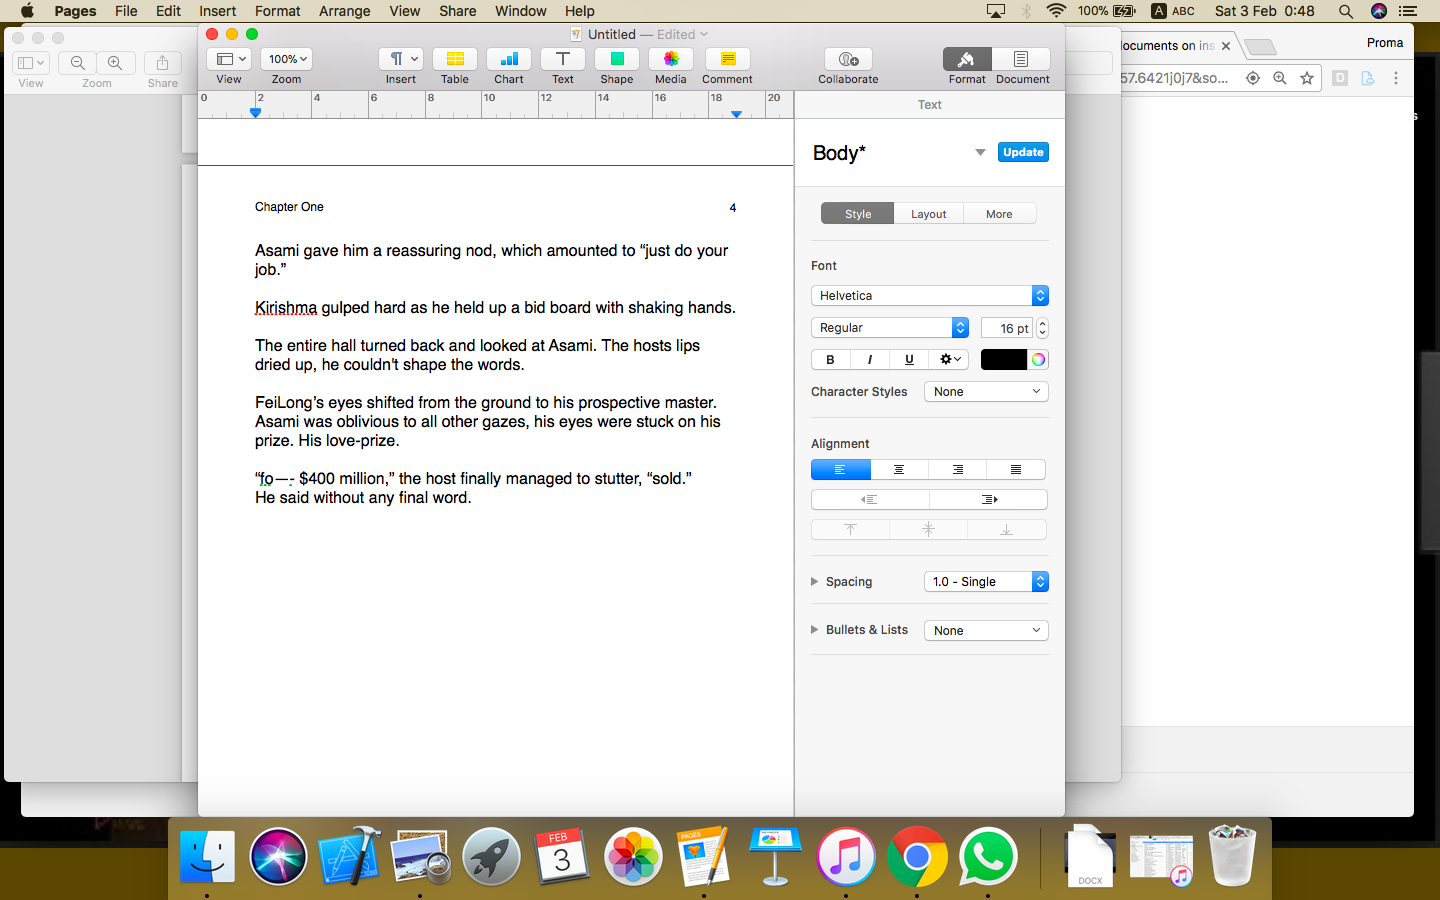 Pages File Edit Insert Format Arrange View Share Window Help 100% A ABC Sat 3 Feb 0:48
Untitled — Edited
View Zoom Share
100%
View Zoom Insert Table Chart Text Shape Media Comment Collaborate Format Document
ocuments on ins
Proma
57.6421j0j7&so...
D
s
0 2 4 6 8 10 12 14 16 18 20
Chapter One 4
Asami gave him a reassuring nod, which amounted to “just do your
job.”
Kirishma gulped hard as he held up a bid board with shaking hands.
The entire hall turned back and looked at Asami. The hosts lips
dried up, he couldn't shape the words.
FeiLong’s eyes shifted from the ground to his prospective master.
Asami was oblivious to all other gazes, his eyes were stuck on his
prize. His love-prize.
“fo—- $400 million,” the host finally managed to stutter, “sold.”
He said without any final word.
Text
Body* Update
Style Layout More
Font
Helvetica
Regular 16 pt
B I U
Character Styles None
Alignment
Spacing 1.0 - Single
Bullets & Lists None
FEB
3
PAGES
DOCX